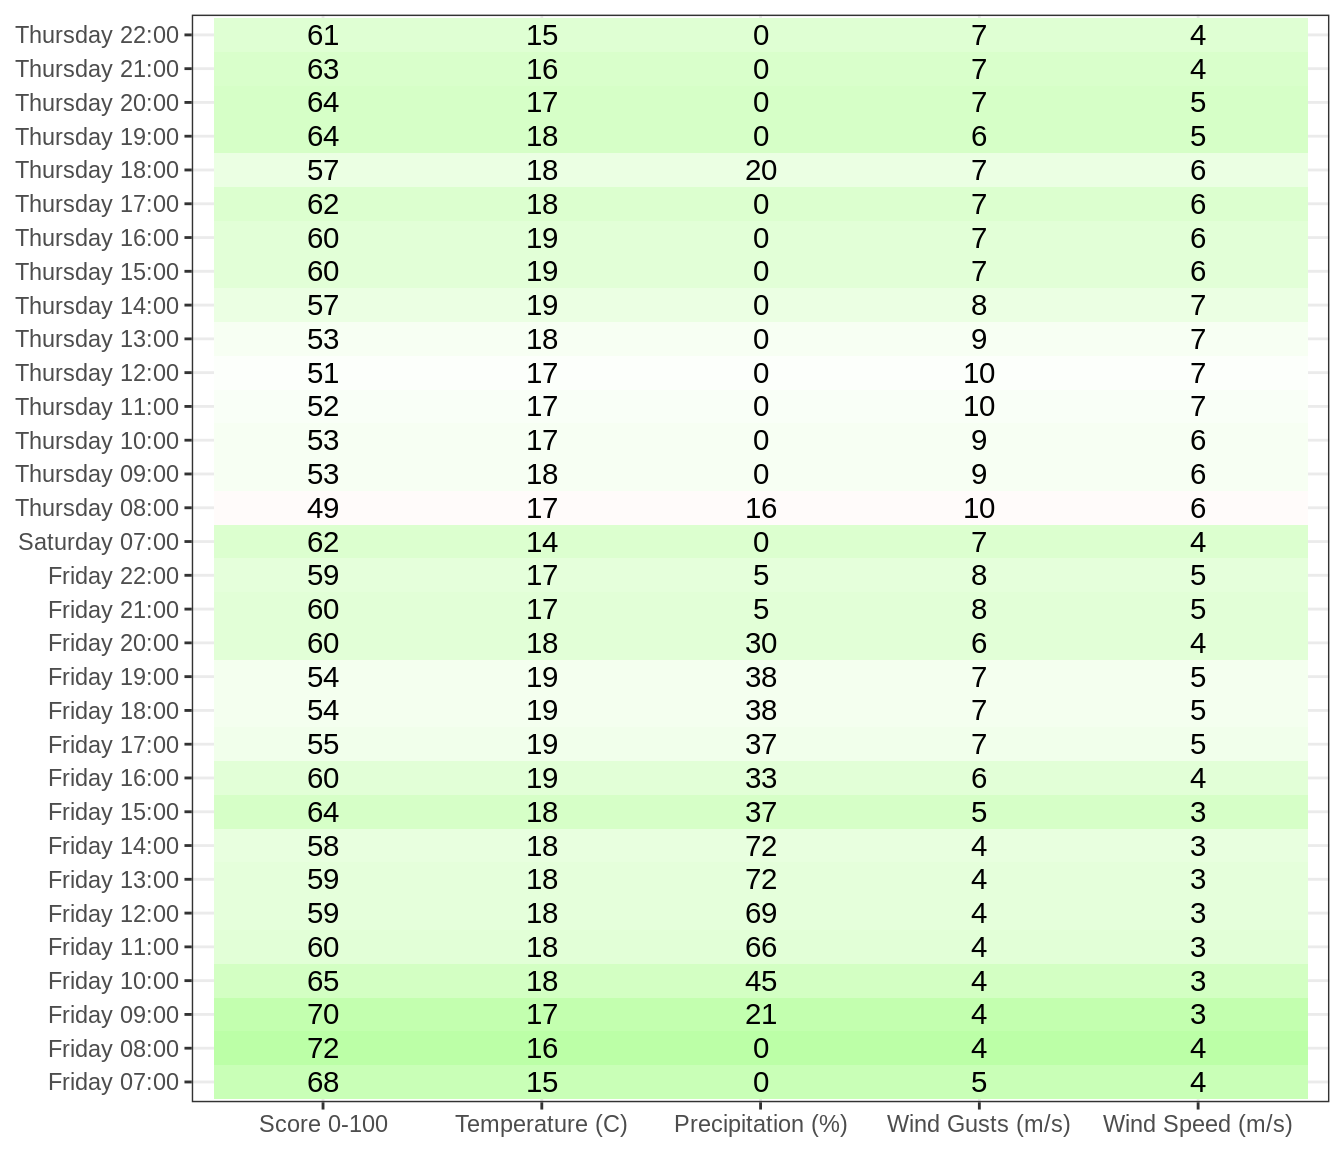 Thursday 22:00 61 15 0 7 4
Thursday 21:00 63 16 0 7 4
Thursday 20:00 64 17 0 7 5
Thursday 19:00 64 18 0 6 5
Thursday 18:00 57 18 20 7 6
Thursday 17:00 62 18 0 7 6
Thursday 16:00 60 19 0 7 6
Thursday 15:00 60 19 0 7 6
Thursday 14:00 57 19 0 8 7
Thursday 13:00 53 18 0 9 7
Thursday 12:00 51 17 0 10 7
Thursday 11:00 52 17 0 10 7
Thursday 10:00 53 17 0 9 6
Thursday 09:00 53 18 0 9 6
Thursday 08:00 49 17 16 10 6
Saturday 07:00 62 14 0 7 4
Friday 22:00 59 17 5 8 5
Friday 21:00 60 17 5 8 5
Friday 20:00 60 18 30 6 4
Friday 19:00 54 19 38 7 5
Friday 18:00 54 19 38 7 5
Friday 17:00 55 19 37 7 5
Friday 16:00 60 19 33 6 4
Friday 15:00 64 18 37 5 3
Friday 14:00 58 18 72 4 3
Friday 13:00 59 18 72 4 3
Friday 12:00 59 18 69 4 3
Friday 11:00 60 18 66 4 3
Friday 10:00 65 18 45 4 3
Friday 09:00 70 17 21 4 3
Friday 08:00 72 16 0 4 4
Friday 07:00 68 15 0 5 4
Score 0-100 Temperature (C) Precipitation (%) Wind Gusts (m/s) Wind Speed (m/s)